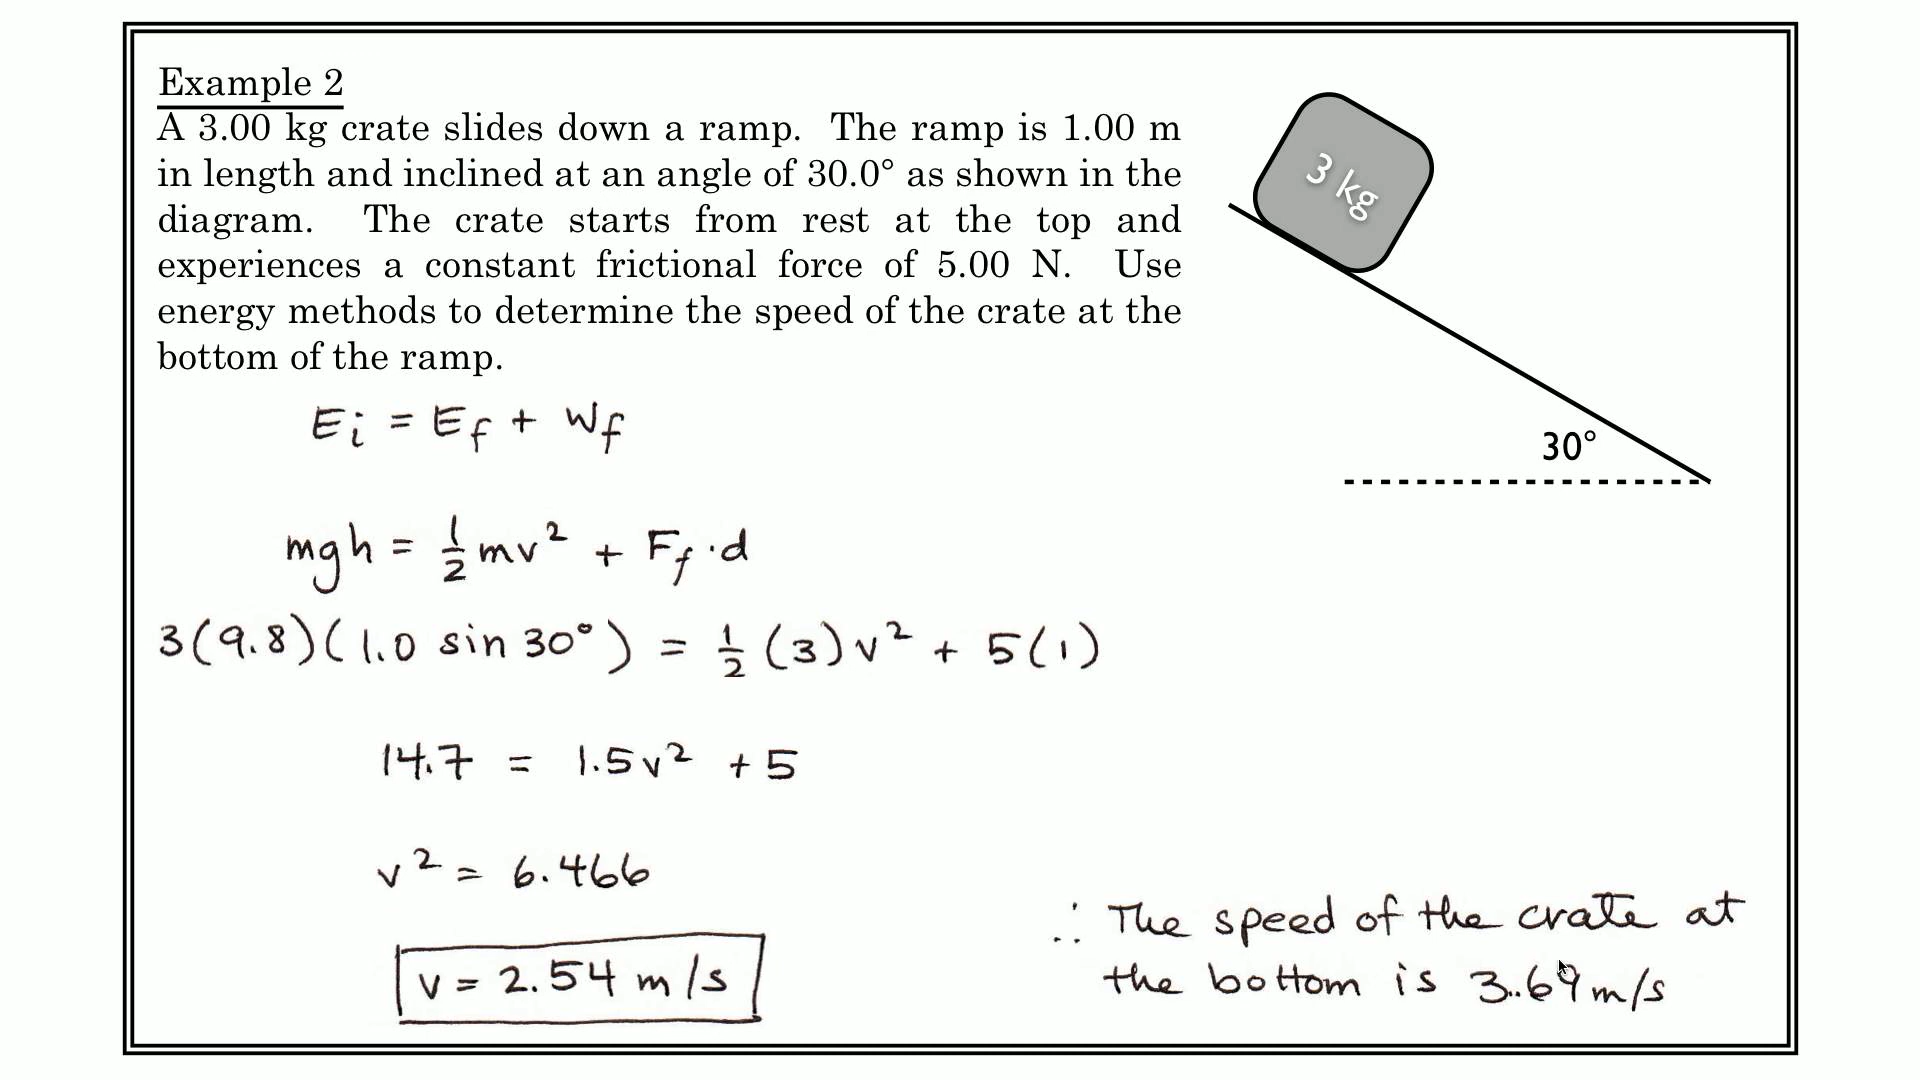 Example 2
A 3.00 kg crate slides down a ramp. The ramp is 1.00 m
in length and inclined at an angle of 30.0° as shown in the
diagram. The crate starts from rest at the top and
experiences a constant frictional force of 5.00 N. Use
energy methods to determine the speed of the crate at the
bottom of the ramp.
3 kg
30°
Ei = Ef + Wf
mgh = ½mv² + Ff·d
3(9.8)(1.0 sin 30°) = ½(3)v² + 5(1)
14.7 = 1.5v² + 5
v² = 6.466
v = 2.54 m/s
∴ The speed of the crate at
the bottom is 3..69 m/s